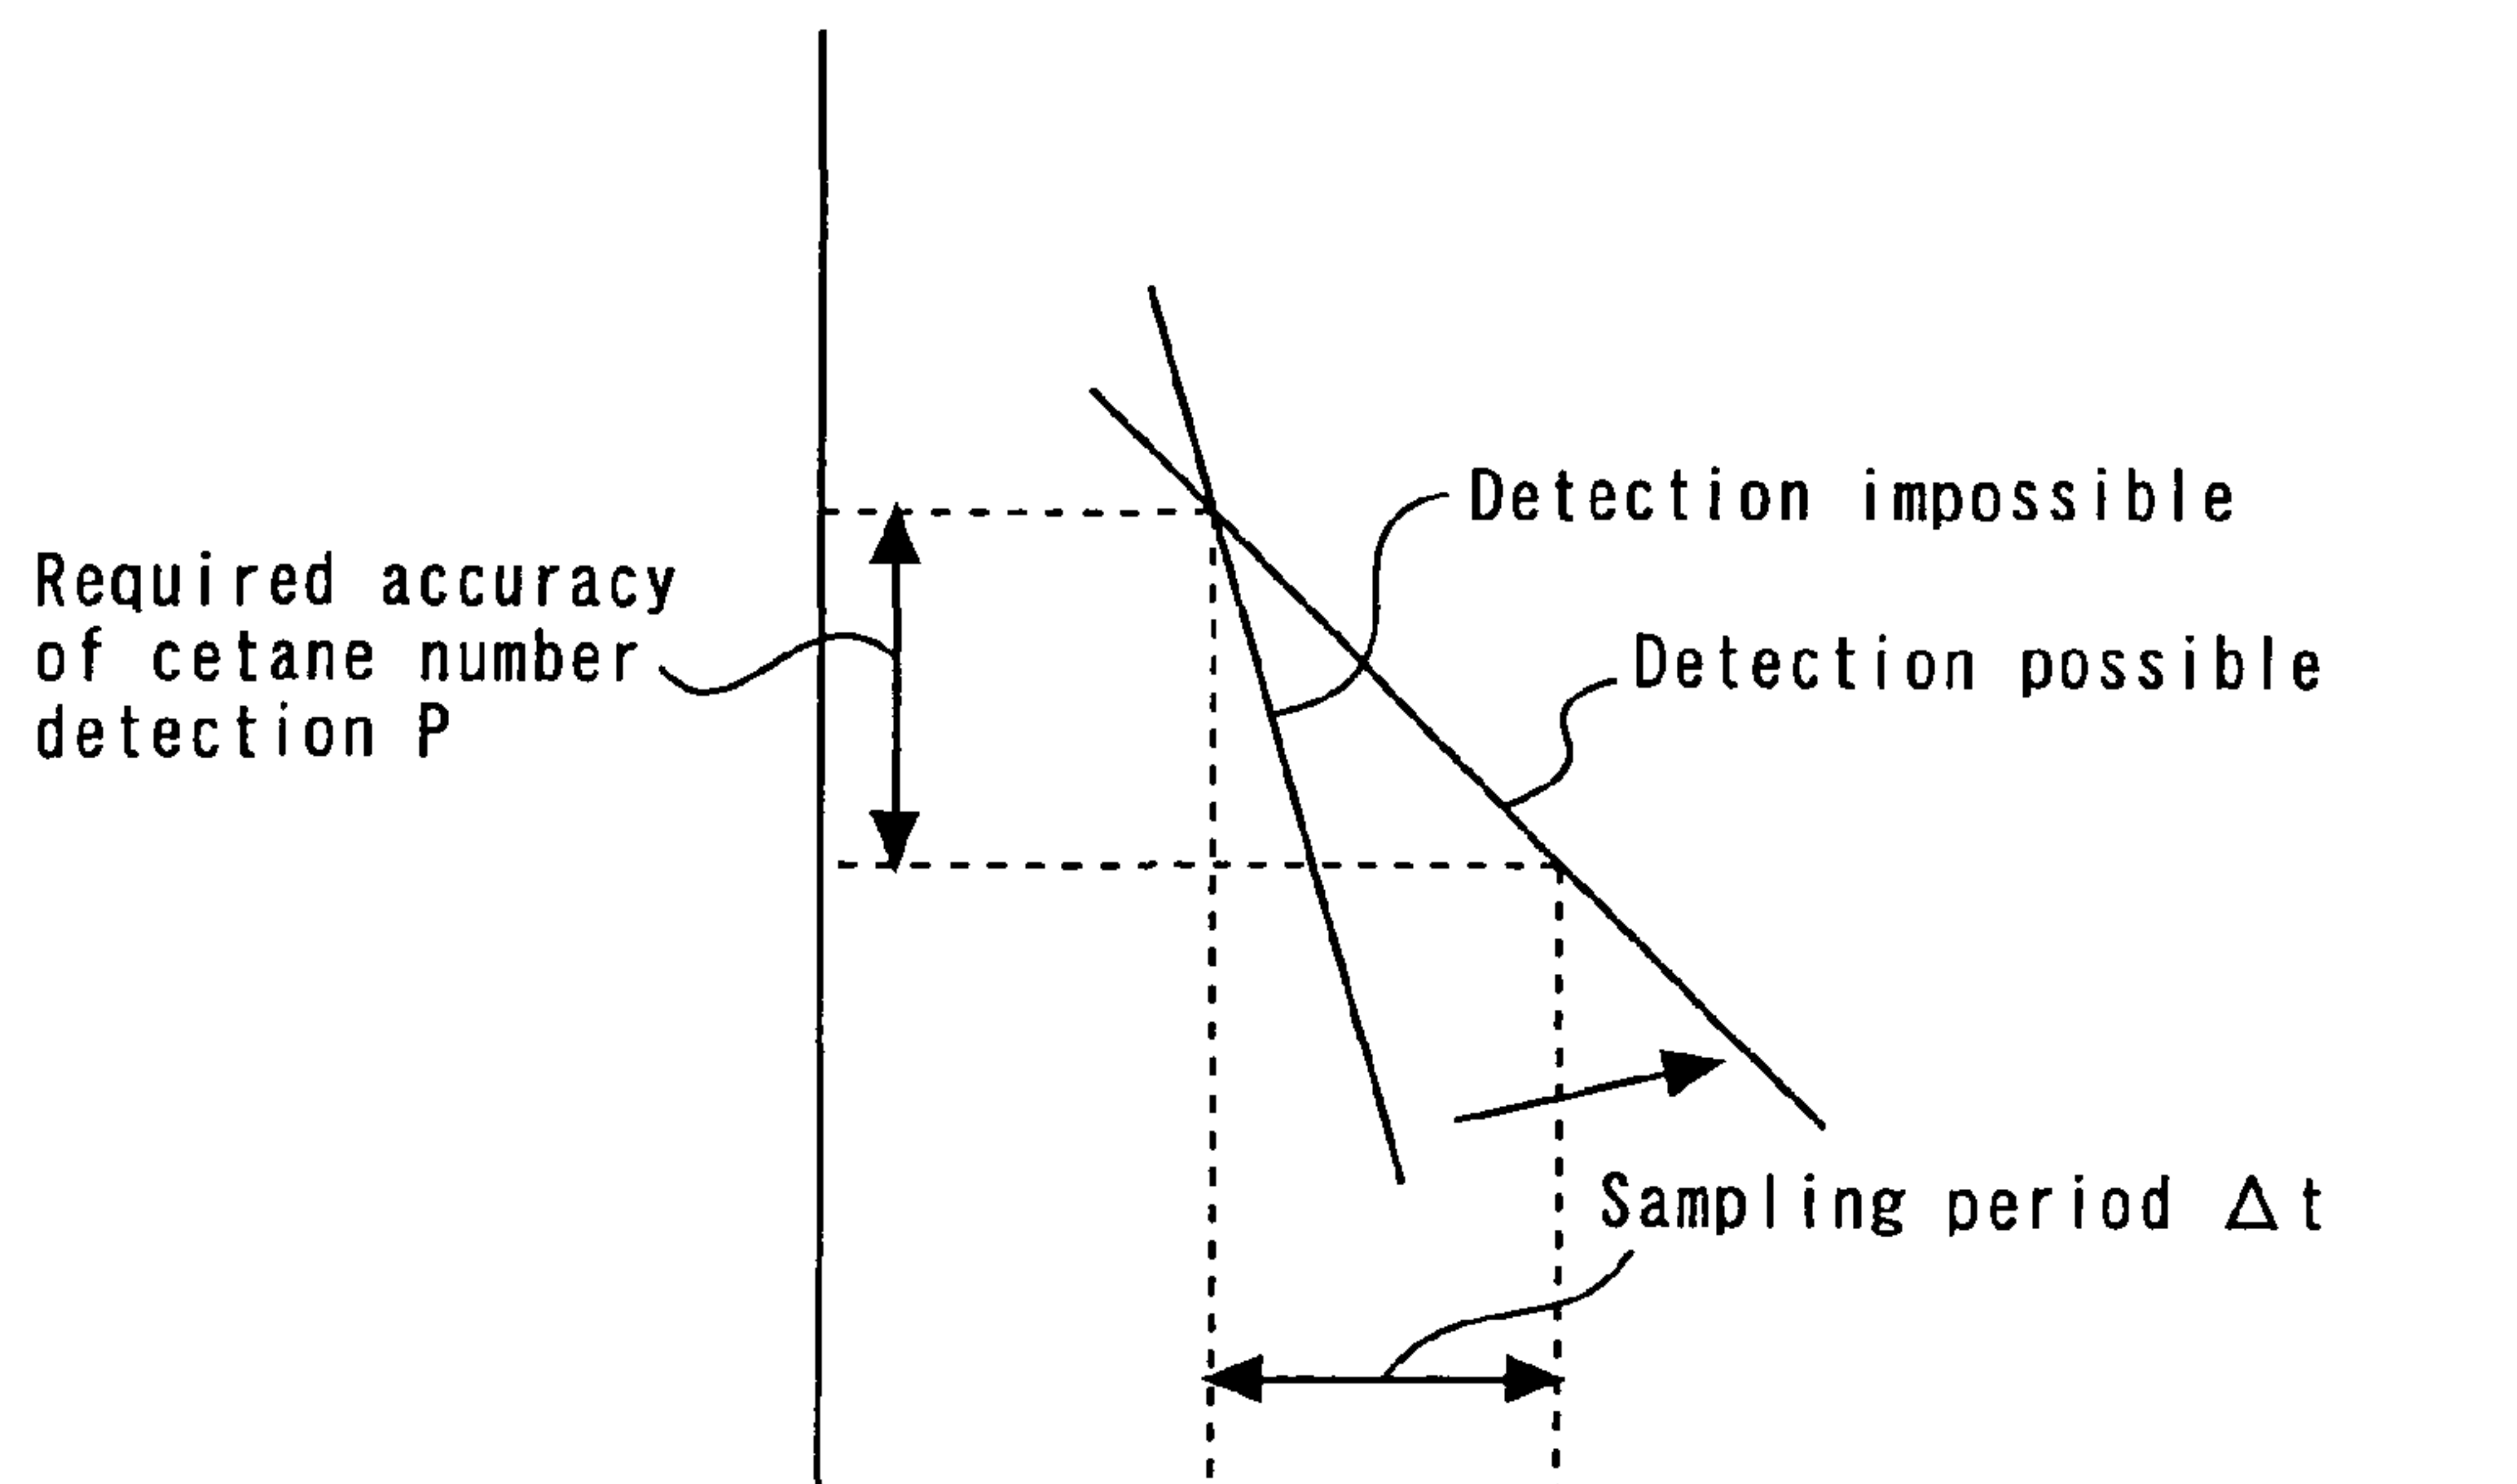 Detection impossible
Required accuracy
of cetane number
detection P
Detection possible
Sampling period Δt